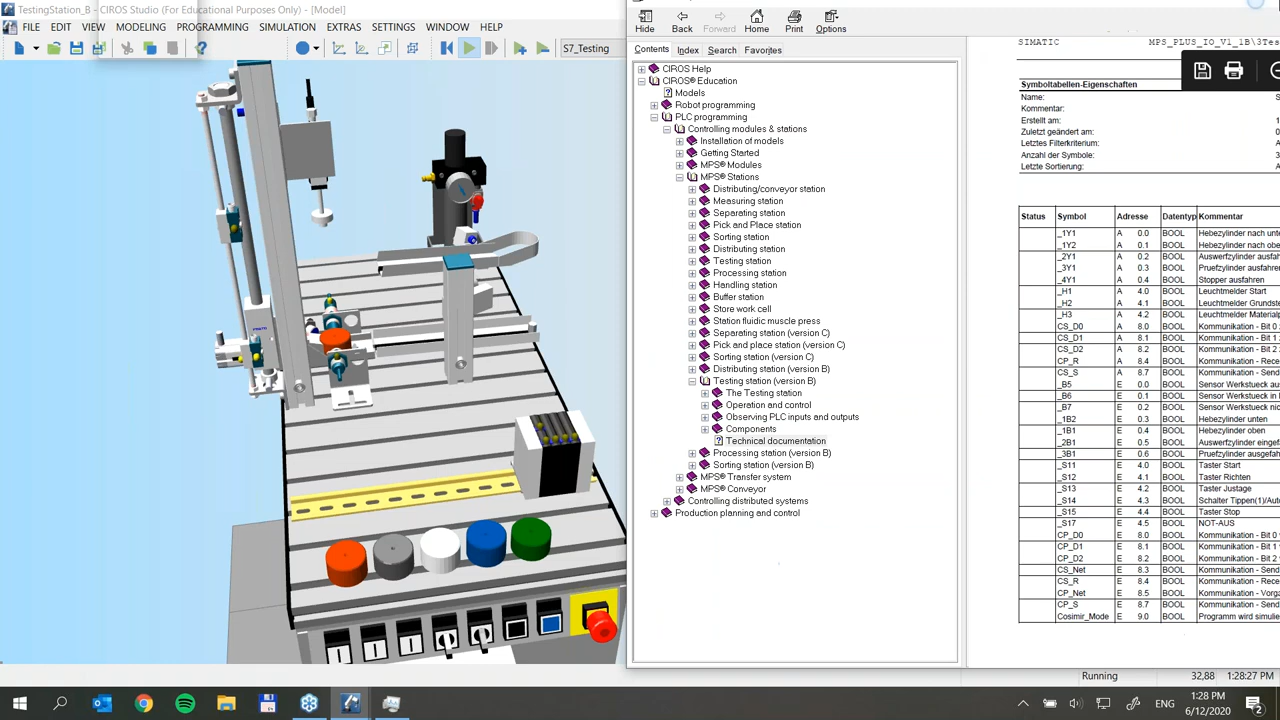 TestingStation_B - CIROS Studio (For Educational Purposes Only) - [Model]
FILE EDIT VIEW MODELING PROGRAMMING SIMULATION EXTRAS SETTINGS WINDOW HELP
S7_Testing
Hide Back Forward Home Print Options
Contents Index Search Favorites
CIROS Help
CIROS® Education
Models
Robot programming
PLC programming
Controlling modules & stations
Installation of models
Getting Started
MPS® Modules
MPS® Stations
Distributing/conveyor station
Measuring station
Separating station
Pick and Place station
Sorting station
Distributing station
Testing station
Processing station
Handling station
Buffer station
Store work cell
Station fluidic muscle press
Separating station (version C)
Pick and place station (version C)
Sorting station (version C)
Distributing station (version B)
Testing station (version B)
The Testing station
Operation and control
Observing PLC inputs and outputs
Components
Technical documentation
Processing station (version B)
Sorting station (version B)
MPS® Transfer system
MPS® Conveyor
Controlling distributed systems
Production planning and control
SIMATIC MPS_PLUS_IO_V1_1B\3Tes
Symboltabellen-Eigenschaften
Name: S
Kommentar:
Erstellt am: 1
Zuletzt geändert am: 0
Letztes Filterkriterium: A
Anzahl der Symbole: 3
Letzte Sortierung: A
Status Symbol Adresse Datentyp Kommentar
_1Y1 A 0.0 BOOL Hebezylinder nach unte
_1Y2 A 0.1 BOOL Hebezylinder nach obe
_2Y1 A 0.2 BOOL Auswerfzylinder ausfah
_3Y1 A 0.3 BOOL Pruefzylinder ausfahre
_4Y1 A 0.4 BOOL Stopper ausfahren
_H1 A 4.0 BOOL Leuchtmelder Start
_H2 A 4.1 BOOL Leuchtmelder Grundste
_H3 A 4.2 BOOL Leuchtmelder Materialp
CS_D0 A 8.0 BOOL Kommunikation - Bit 0
CS_D1 A 8.1 BOOL Kommunikation - Bit 1
CS_D2 A 8.2 BOOL Kommunikation - Bit 2
CP_R A 8.4 BOOL Kommunikation - Rece
CS_S A 8.7 BOOL Kommunikation - Send
_B5 E 0.0 BOOL Sensor Werkstueck au
_B6 E 0.1 BOOL Sensor Werkstueck in
_B7 E 0.2 BOOL Sensor Werkstueck nic
_1B2 E 0.3 BOOL Hebezylinder unten
_1B1 E 0.4 BOOL Hebezylinder oben
_2B1 E 0.5 BOOL Auswerfzylinder eingef
_3B1 E 0.6 BOOL Pruefzylinder ausgefah
_S11 E 4.0 BOOL Taster Start
_S12 E 4.1 BOOL Taster Richten
_S13 E 4.2 BOOL Taster Justage
_S14 E 4.3 BOOL Schalter Tippen(1)/Auto
_S15 E 4.4 BOOL Taster Stop
_S17 E 4.5 BOOL NOT-AUS
CP_D0 E 8.0 BOOL Kommunikation - Bit 0
CP_D1 E 8.1 BOOL Kommunikation - Bit 1
CP_D2 E 8.2 BOOL Kommunikation - Bit 2
CS_Net E 8.3 BOOL Kommunikation - Send
CS_R E 8.4 BOOL Kommunikation - Rece
CP_Net E 8.5 BOOL Kommunikation - Vorga
CP_S E 8.7 BOOL Kommunikation - Send
Cosimir_Mode E 9.0 BOOL Programm wird simulie
Running 32,88 1:28:27 PM
ENG 1:28 PM
6/12/2020
2